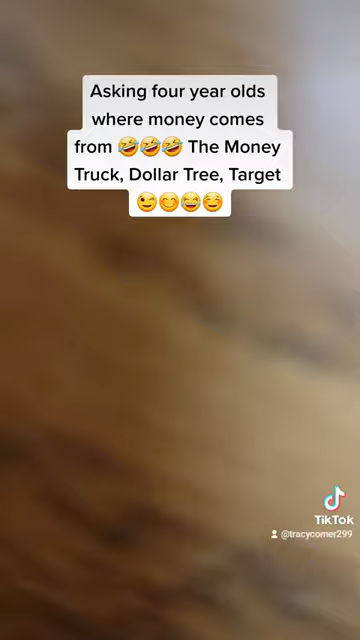 Asking four year olds
where money comes
from 🤣🤣🤣 The Money
Truck, Dollar Tree, Target
😉😊😂☺️
TikTok
@tracycomer299